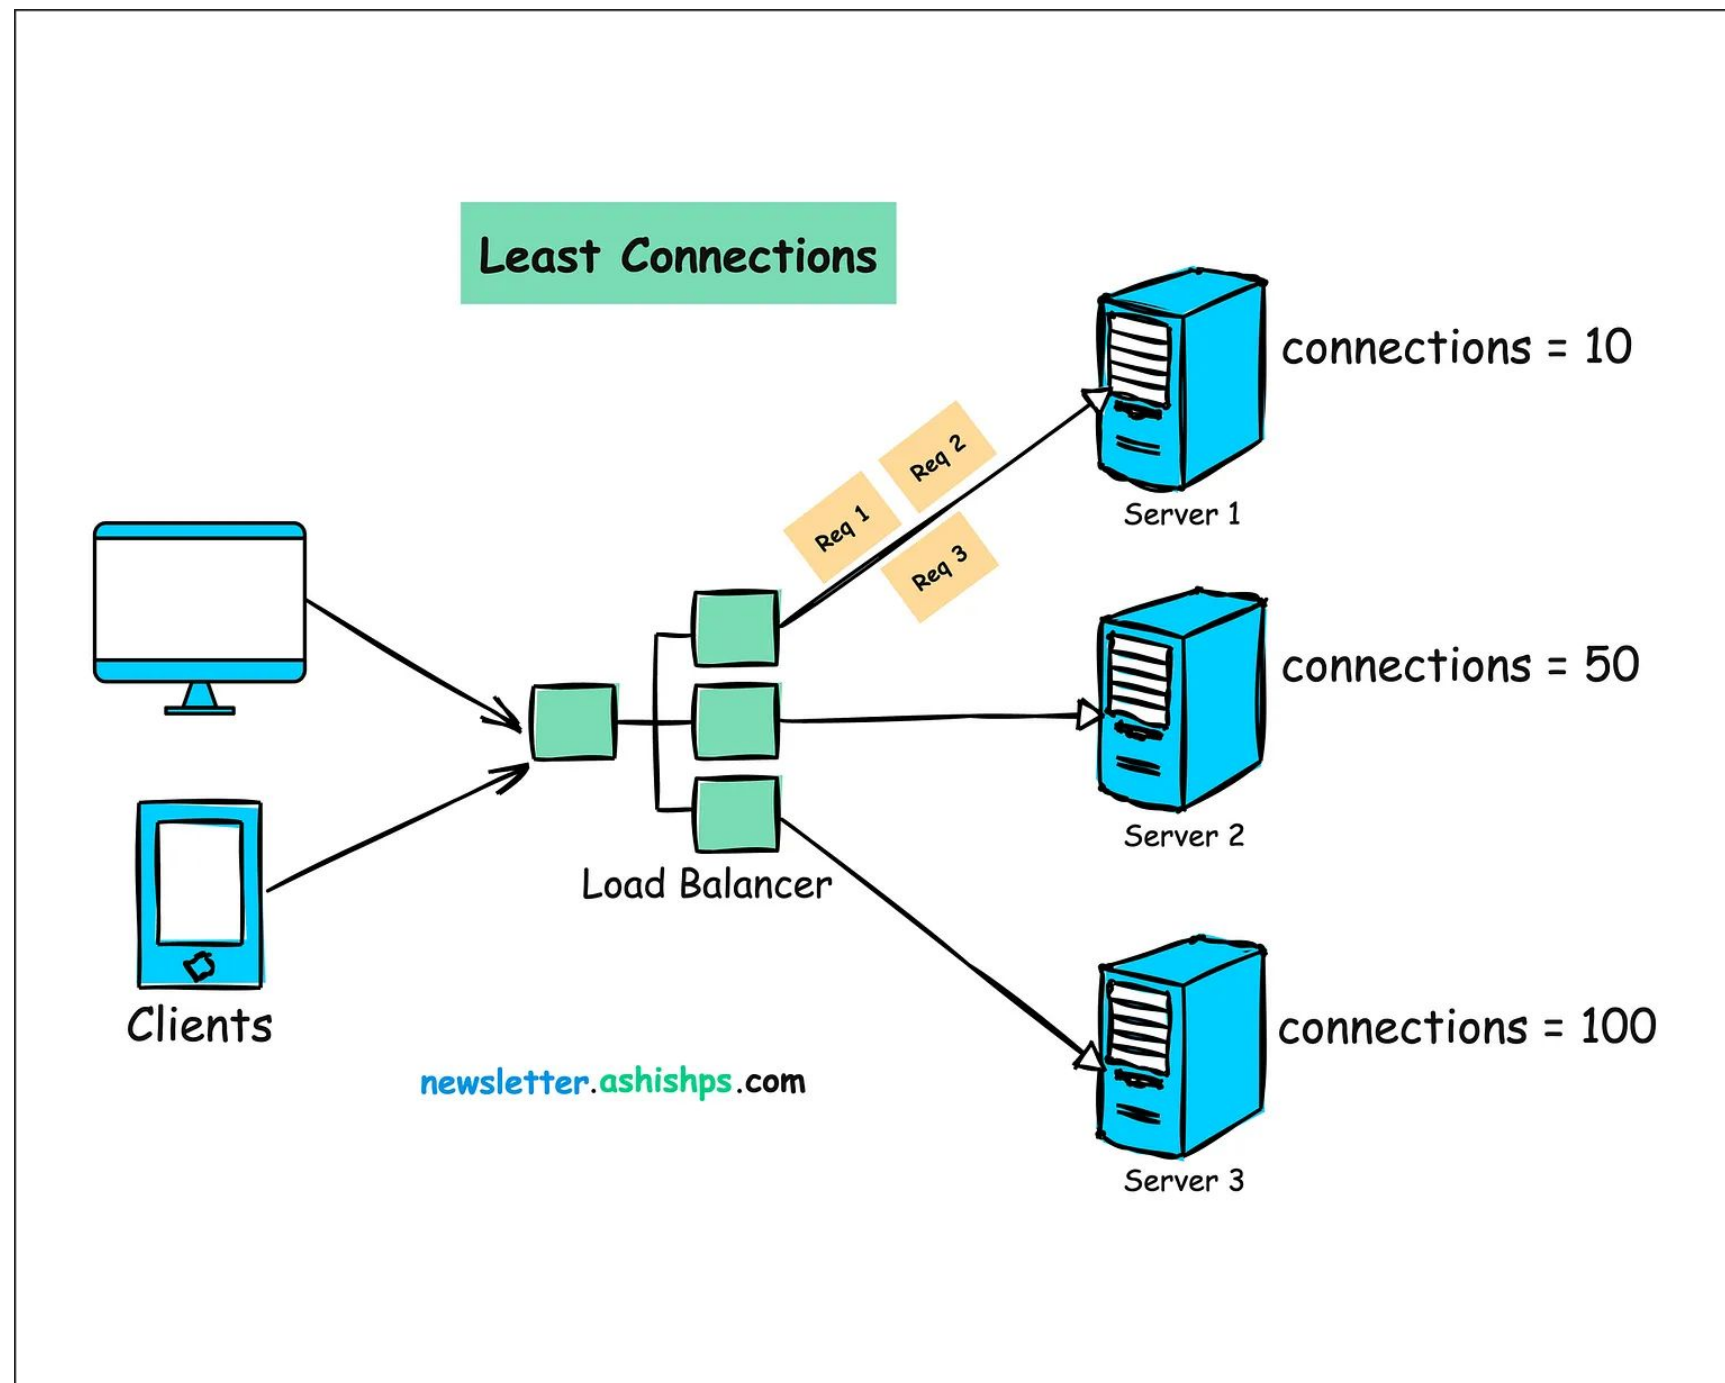 Least Connections
connections = 10
Req 2
Req 1
Server 1
Req 3
connections = 50
Server 2
Load Balancer
Clients
connections = 100
newsletter.ashishps.com
Server 3